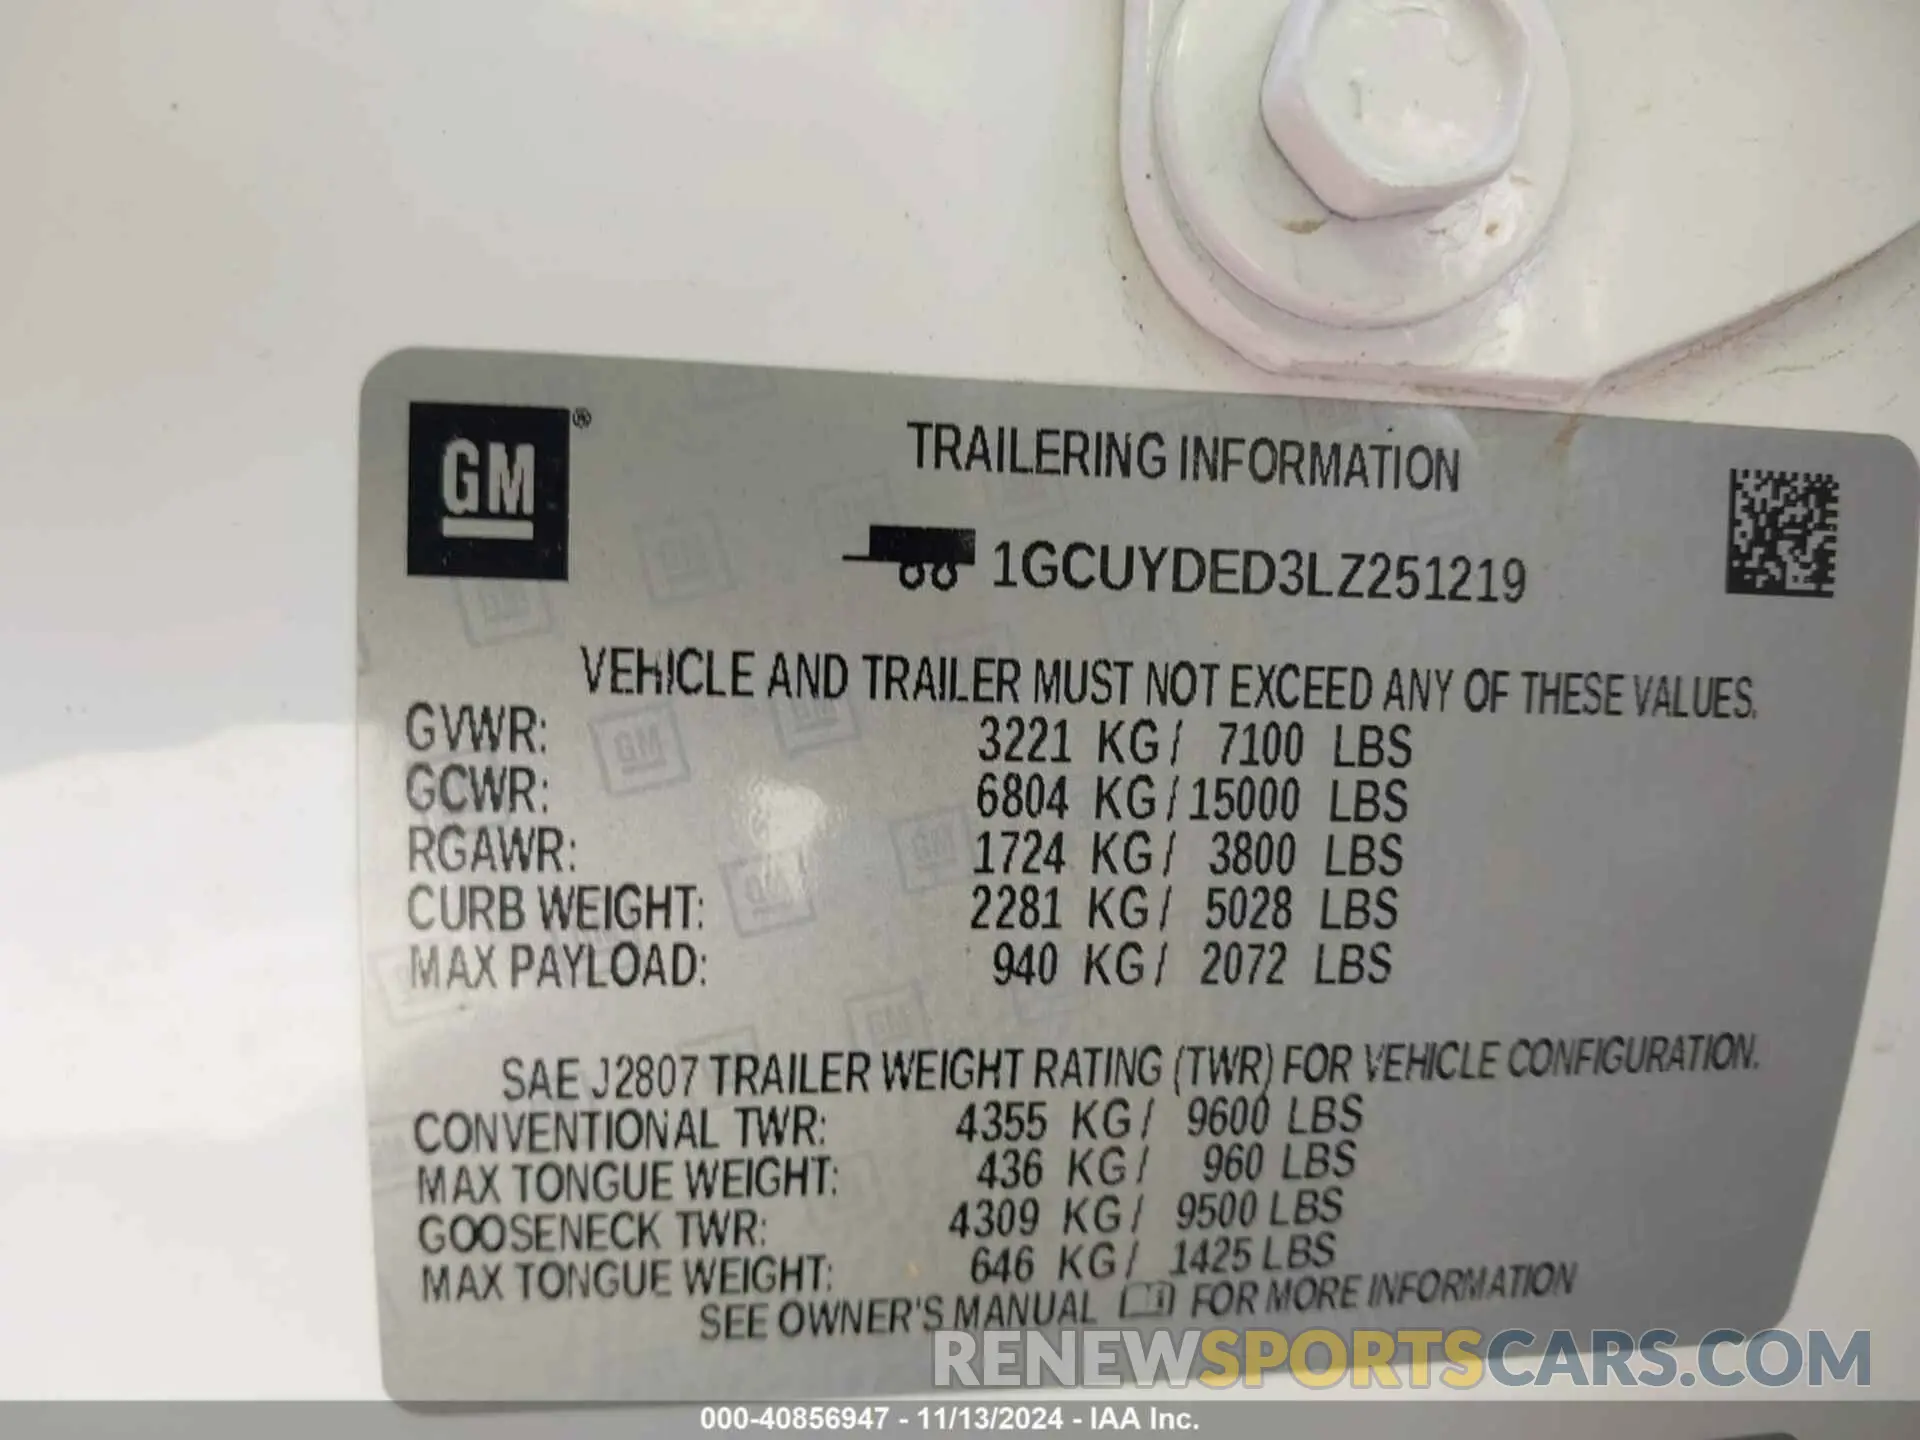 GM®
TRAILERING INFORMATION
1GCUYDED3LZ251219
VEHICLE AND TRAILER MUST NOT EXCEED ANY OF THESE VALUES.
GVWR: 3221 KG / 7100 LBS
GCWR: 6804 KG / 15000 LBS
RGAWR: 1724 KG / 3800 LBS
CURB WEIGHT: 2281 KG / 5028 LBS
MAX PAYLOAD: 940 KG / 2072 LBS
SAE J2807 TRAILER WEIGHT RATING (TWR) FOR VEHICLE CONFIGURATION.
CONVENTIONAL TWR: 4355 KG / 9600 LBS
MAX TONGUE WEIGHT: 436 KG / 960 LBS
GOOSENECK TWR: 4309 KG / 9500 LBS
MAX TONGUE WEIGHT: 646 KG / 1425 LBS
SEE OWNER'S MANUAL FOR MORE INFORMATION
RENEWSPORTSCARS.COM
000-40856947 - 11/13/2024 - IAA Inc.